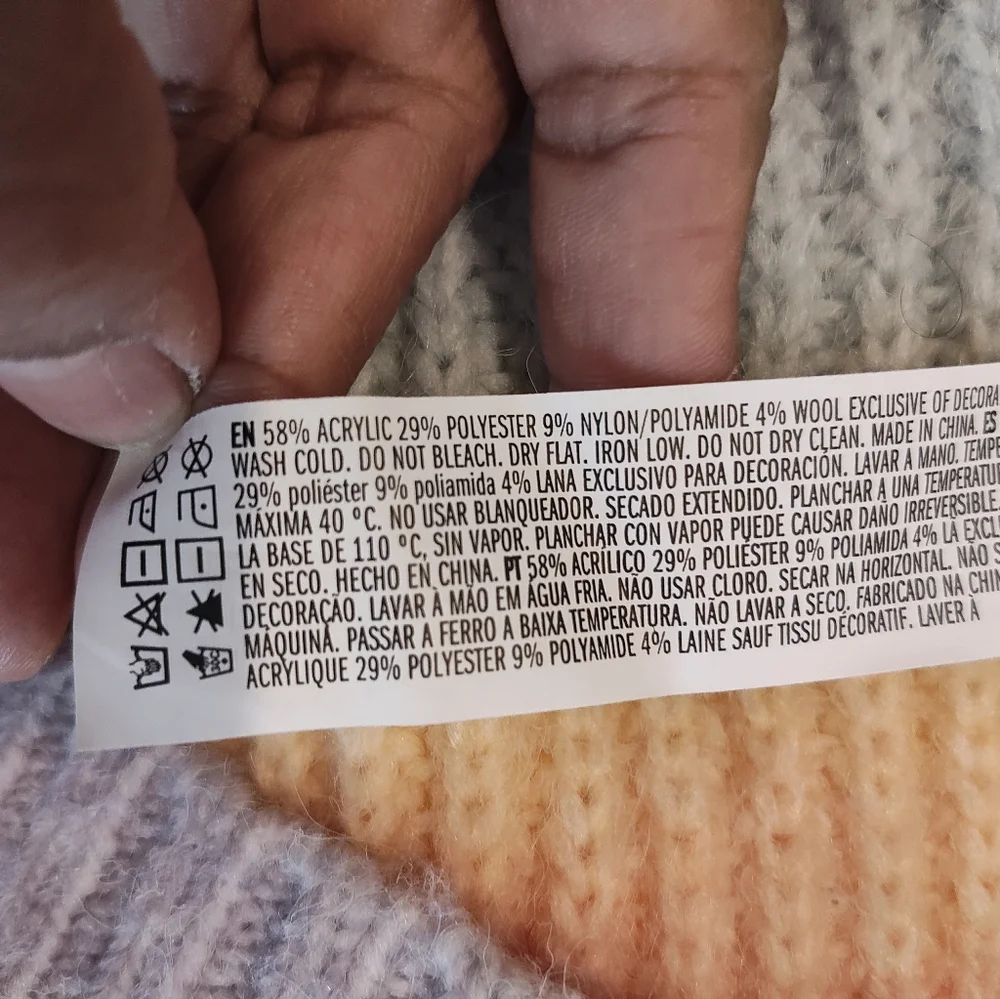 EN 58% ACRYLIC 29% POLYESTER 9% NYLON/POLYAMIDE 4% WOOL EXCLUSIVE OF DECORA
WASH COLD. DO NOT BLEACH. DRY FLAT. IRON LOW. DO NOT DRY CLEAN. MADE IN CHINA. ES
29% poliéster 9% poliamida 4% LANA EXCLUSIVO PARA DECORACIÓN. LAVAR A MANO. TEMPE
MÁXIMA 40 °C. NO USAR BLANQUEADOR. SECADO EXTENDIDO. PLANCHAR A UNA TEMPERATU
LA BASE DE 110 °C, SIN VAPOR. PLANCHAR CON VAPOR PUEDE CAUSAR DANO IRREVERSIBLE.
EN SECO. HECHO EN CHINA. PT 58% ACRILICO 29% POLIÉSTER 9% POLIAMIDA 4% LA EXCL
DECORAÇÃO. LAVAR À MÃO EM ÁGUA FRIA. NÃO USAR CLORO. SECAR NA HORIZONTAL. NÃO S
MÁQUINA. PASSAR A FERRO A BAIXA TEMPERATURA. NÃO LAVAR A SECO. FABRICADO NA CHIN
ACRYLIQUE 29% POLYESTER 9% POLYAMIDE 4% LAINE SAUF TISSU DÉCORATIF. LAVER À